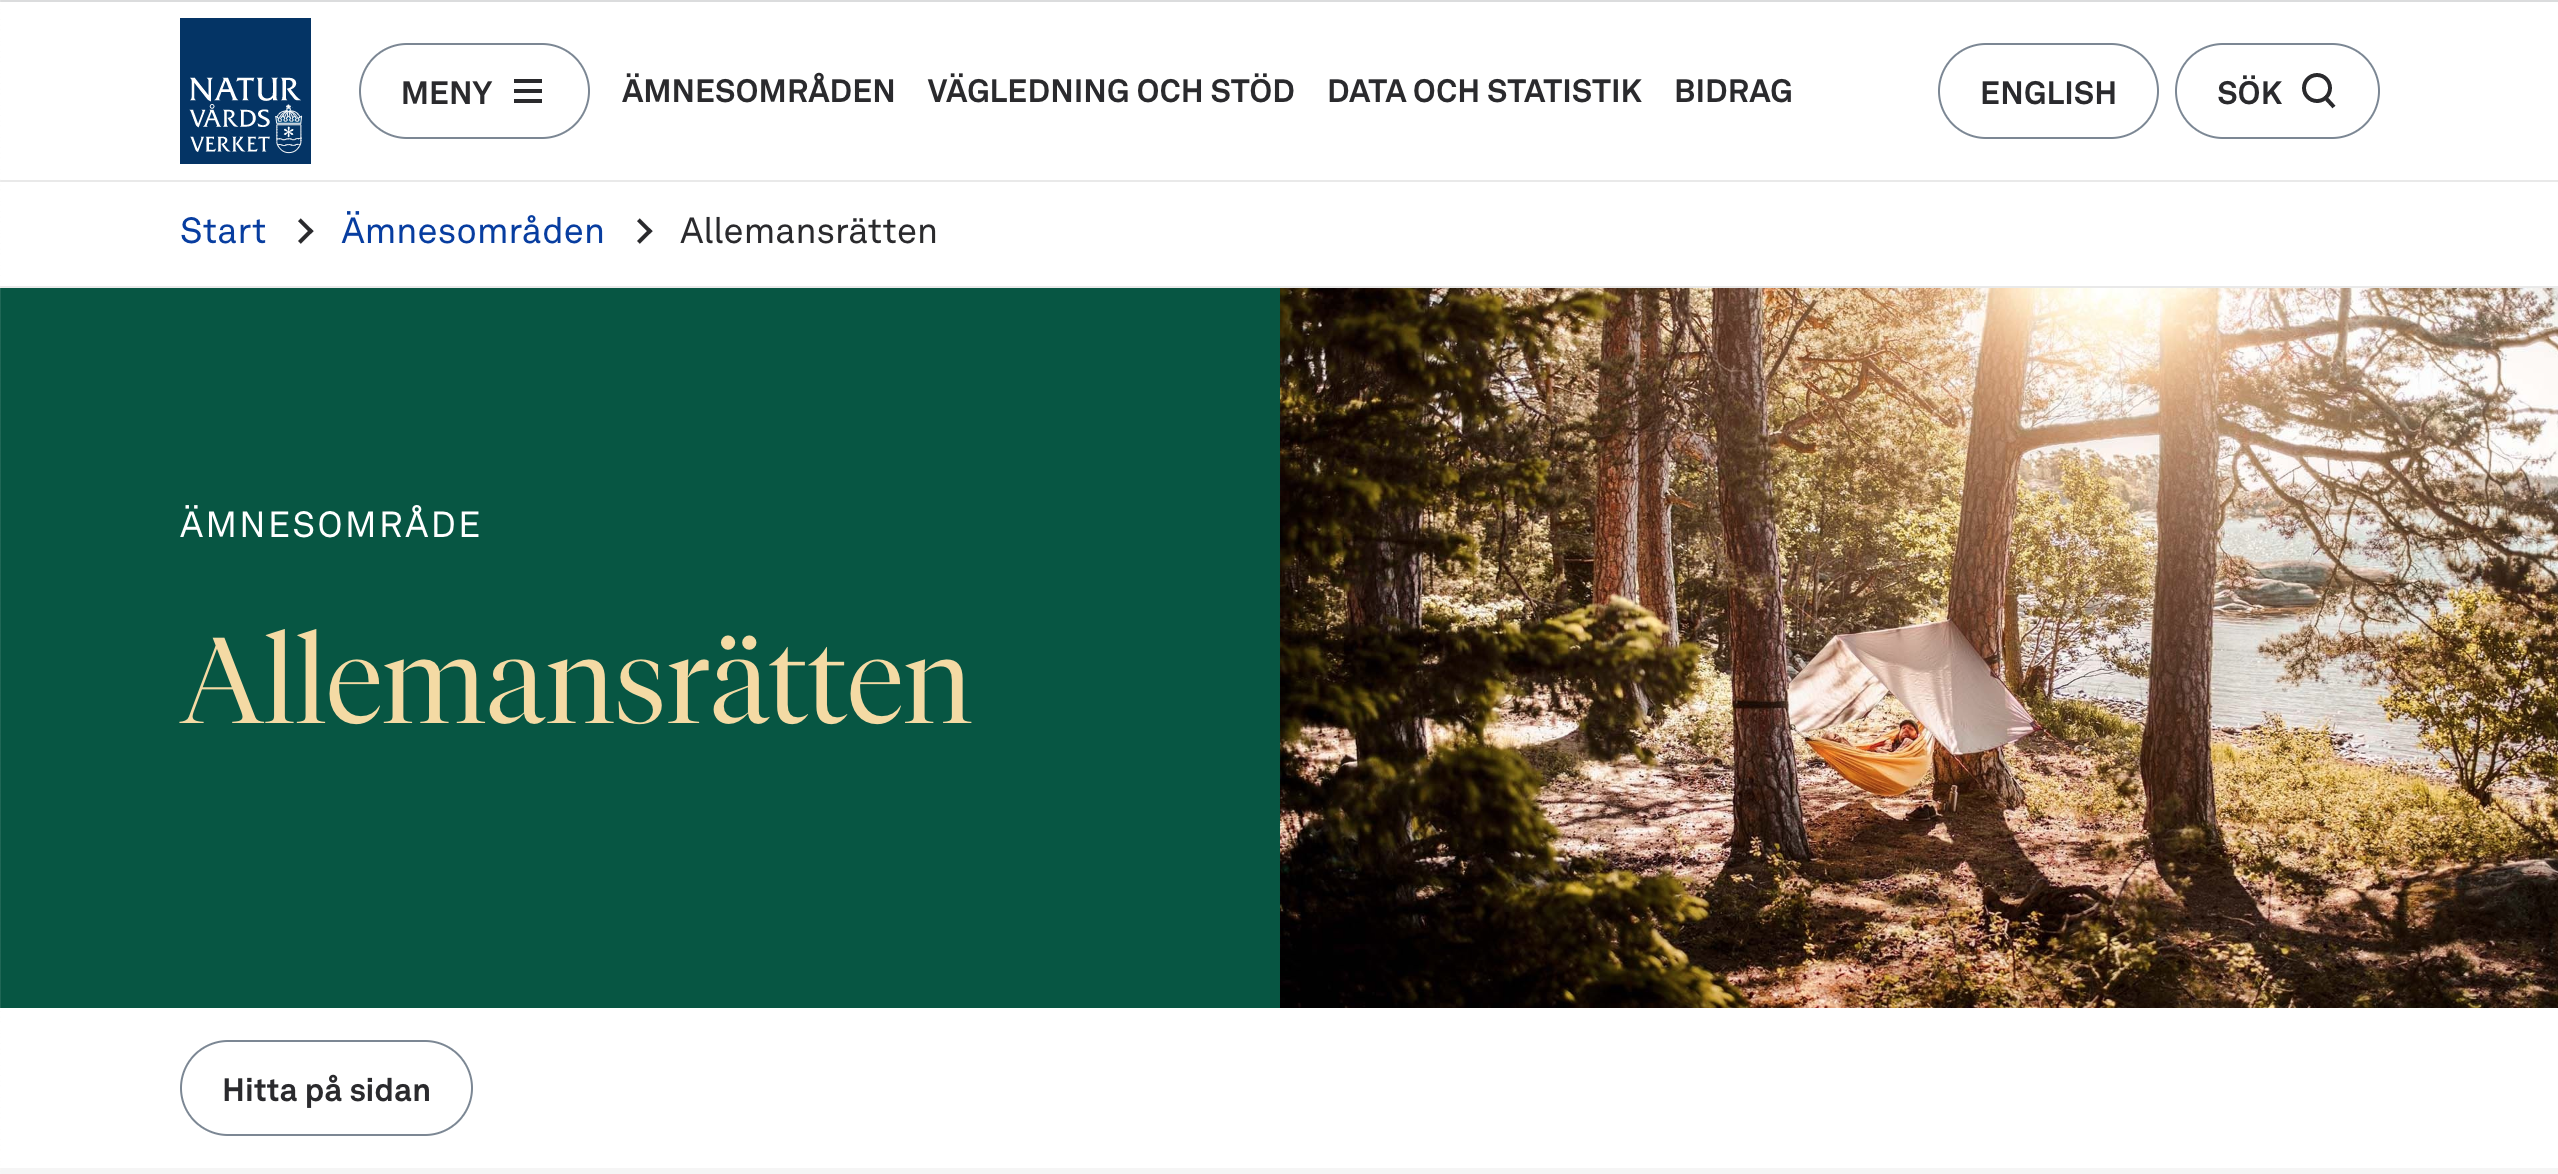 NATUR
VÅRDS
VERKET
MENY
ÄMNESOMRÅDEN VÄGLEDNING OCH STÖD DATA OCH STATISTIK BIDRAG
ENGLISH
SÖK
Start > Ämnesområden > Allemansrätten
ÄMNESOMRÅDE
Allemansrätten
Hitta på sidan